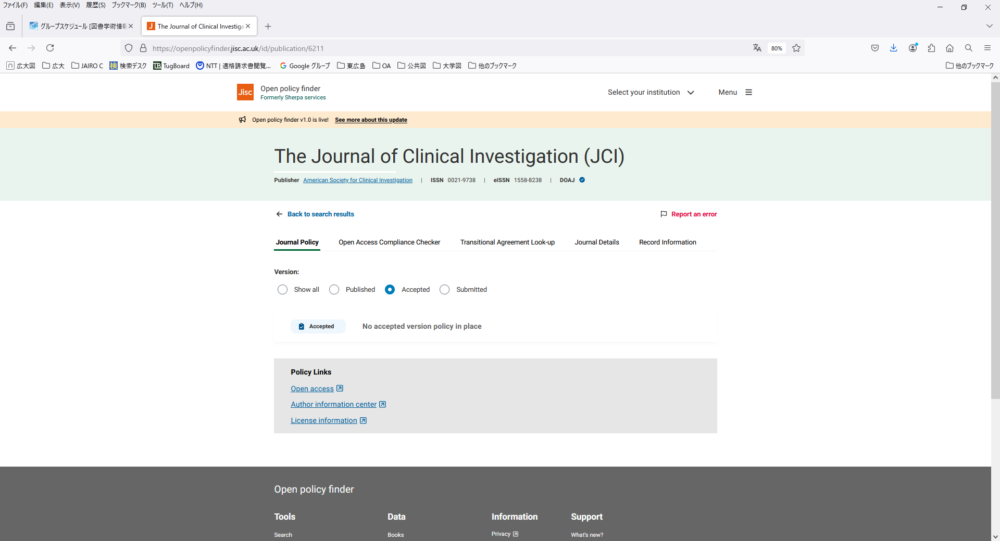 ファイル(F) 編集(E) 表示(V) 履歴(S) ブックマーク(B) ツール(T) ヘルプ(H)
グループスケジュール [図書学術情報
The Journal of Clinical Investiga
https://openpolicyfinder.jisc.ac.uk/id/publication/6211
80%
広大図 広大 JAIRO C 検 検索デスク TB TugBoard NTT | 適格請求書閲覧... G Google グループ 東広島 OA 公共図 大学図 他のブックマーク 他のブックマーク
Jisc
Open policy finder
Formerly Sherpa services
Select your institution
Menu
Open policy finder v1.0 is live! See more about this update
The Journal of Clinical Investigation (JCI)
Publisher American Society for Clinical Investigation | ISSN 0021-9738 | eISSN 1558-8238 | DOAJ
Back to search results
Report an error
Journal Policy Open Access Compliance Checker Transitional Agreement Look-up Journal Details Record Information
Version:
Show all Published Accepted Submitted
Accepted No accepted version policy in place
Policy Links
Open access
Author information center
License information
Open policy finder
Tools Data Information Support
Search Books Privacy What's new?